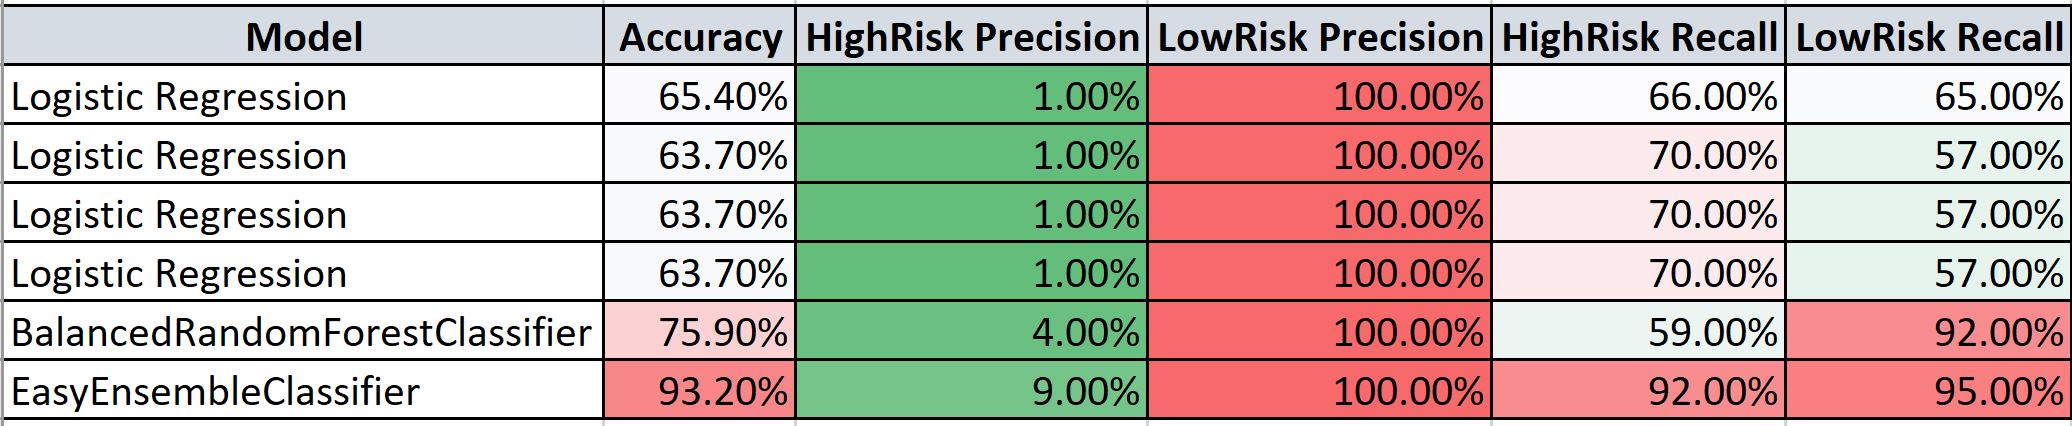 Model Accuracy HighRisk Precision LowRisk Precision HighRisk Recall LowRisk Recall
Logistic Regression 65.40% 1.00% 100.00% 66.00% 65.00%
Logistic Regression 63.70% 1.00% 100.00% 70.00% 57.00%
Logistic Regression 63.70% 1.00% 100.00% 70.00% 57.00%
Logistic Regression 63.70% 1.00% 100.00% 70.00% 57.00%
BalancedRandomForestClassifier 75.90% 4.00% 100.00% 59.00% 92.00%
EasyEnsembleClassifier 93.20% 9.00% 100.00% 92.00% 95.00%